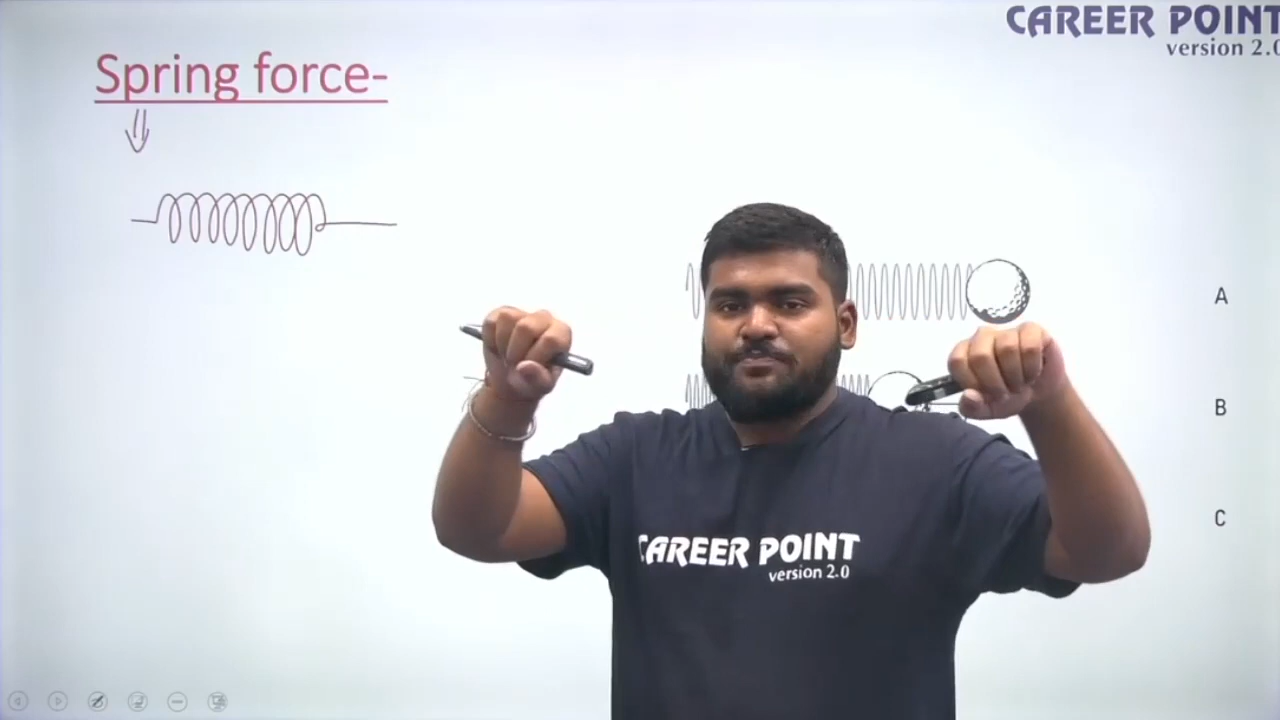 CAREER POINT
version 2.0
Spring force-
A
B
C
CAREER POINT
version 2.0